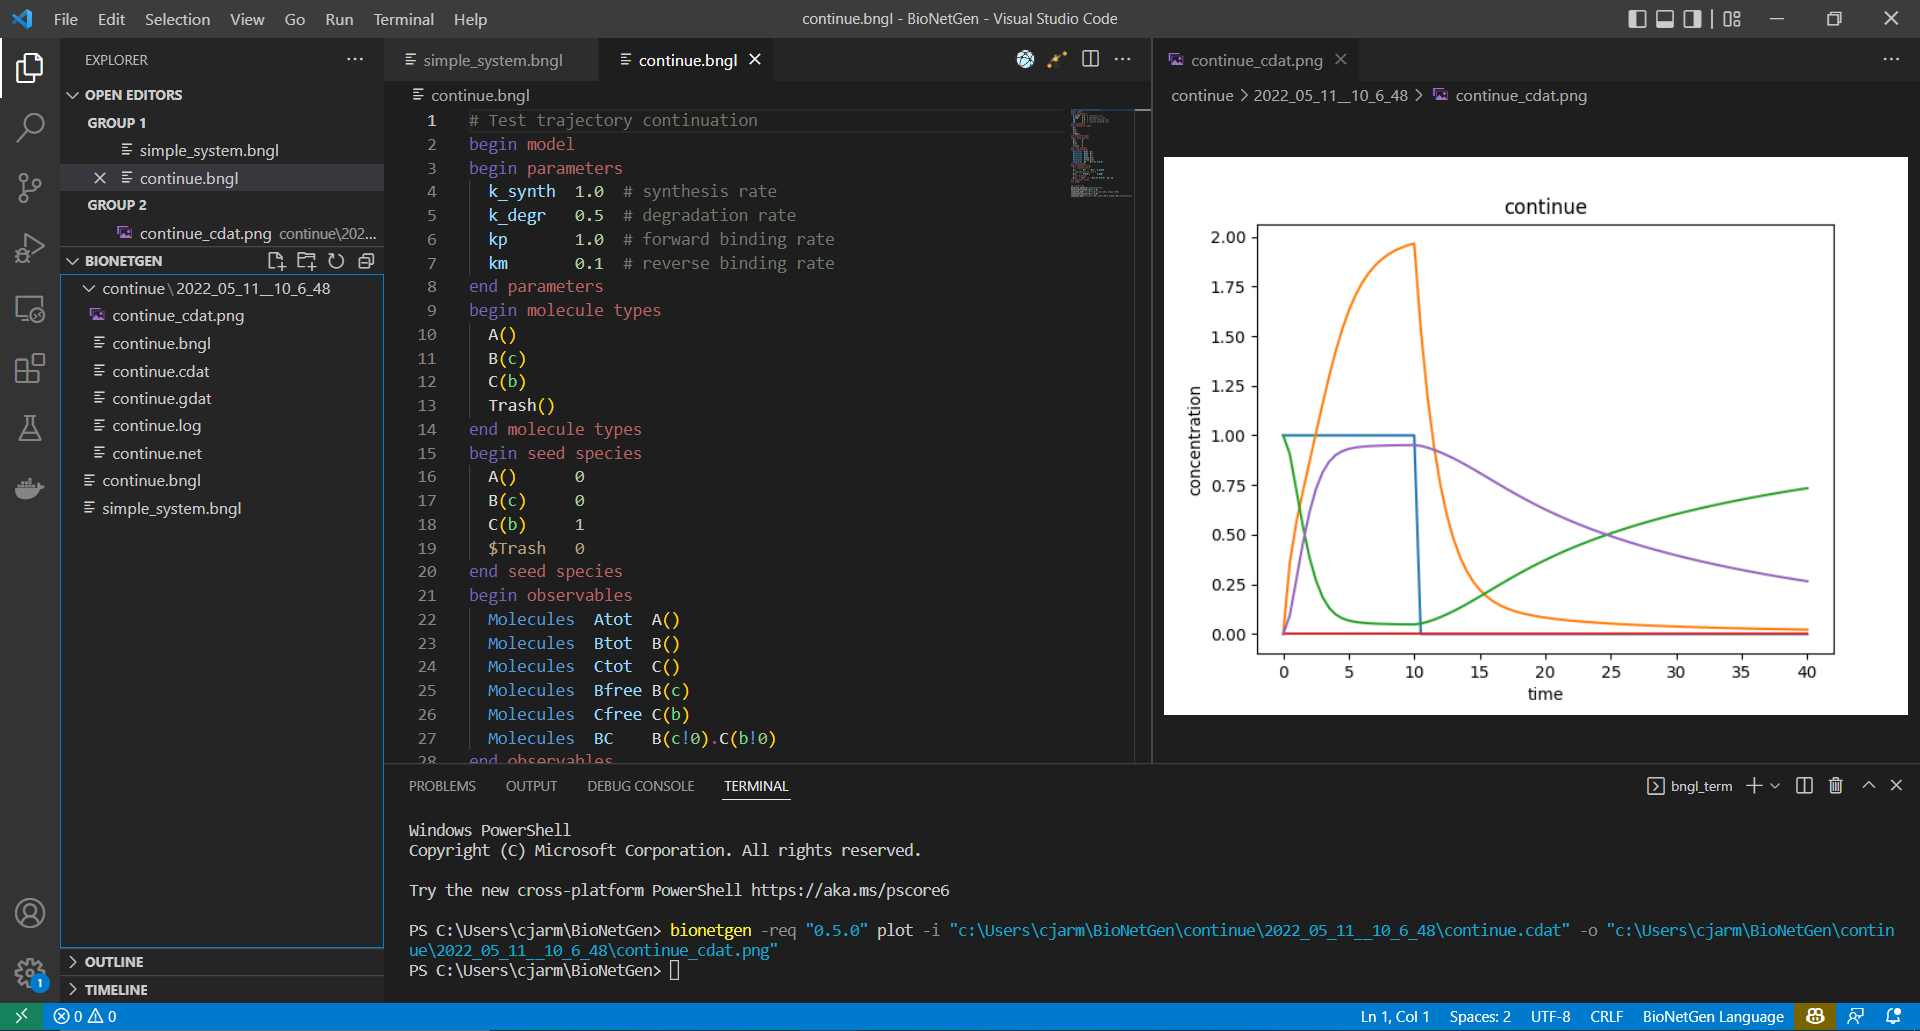 File Edit Selection View Go Run Terminal Help
continue.bngl - BioNetGen - Visual Studio Code
EXPLORER
OPEN EDITORS
GROUP 1
simple_system.bngl
continue.bngl
GROUP 2
continue_cdat.png continue\202...
BIONETGEN
continue\2022_05_11__10_6_48
continue_cdat.png
continue.bngl
continue.cdat
continue.gdat
continue.log
continue.net
continue.bngl
simple_system.bngl
OUTLINE
TIMELINE
simple_system.bngl
continue.bngl
continue.bngl
1 # Test trajectory continuation
2 begin model
3 begin parameters
4 k_synth 1.0 # synthesis rate
5 k_degr 0.5 # degradation rate
6 kp 1.0 # forward binding rate
7 km 0.1 # reverse binding rate
8 end parameters
9 begin molecule types
10 A()
11 B(c)
12 C(b)
13 Trash()
14 end molecule types
15 begin seed species
16 A() 0
17 B(c) 0
18 C(b) 1
19 $Trash 0
20 end seed species
21 begin observables
22 Molecules Atot A()
23 Molecules Btot B()
24 Molecules Ctot C()
25 Molecules Bfree B(c)
26 Molecules Cfree C(b)
27 Molecules BC B(c!0).C(b!0)
28 end observables
continue_cdat.png
continue > 2022_05_11__10_6_48 > continue_cdat.png
continue
2.00
1.75
1.50
1.25
1.00
0.75
0.50
0.25
0.00
concentration
0 5 10 15 20 25 30 35 40
time
PROBLEMS OUTPUT DEBUG CONSOLE TERMINAL
bngl_term
Windows PowerShell
Copyright (C) Microsoft Corporation. All rights reserved.
Try the new cross-platform PowerShell https://aka.ms/pscore6
PS C:\Users\cjarm\BioNetGen> bionetgen -req "0.5.0" plot -i "c:\Users\cjarm\BioNetGen\continue\2022_05_11__10_6_48\continue.cdat" -o "c:\Users\cjarm\BioNetGen\contin
ue\2022_05_11__10_6_48\continue_cdat.png"
PS C:\Users\cjarm\BioNetGen>
1
0 0
Ln 1, Col 1 Spaces: 2 UTF-8 CRLF BioNetGen Language